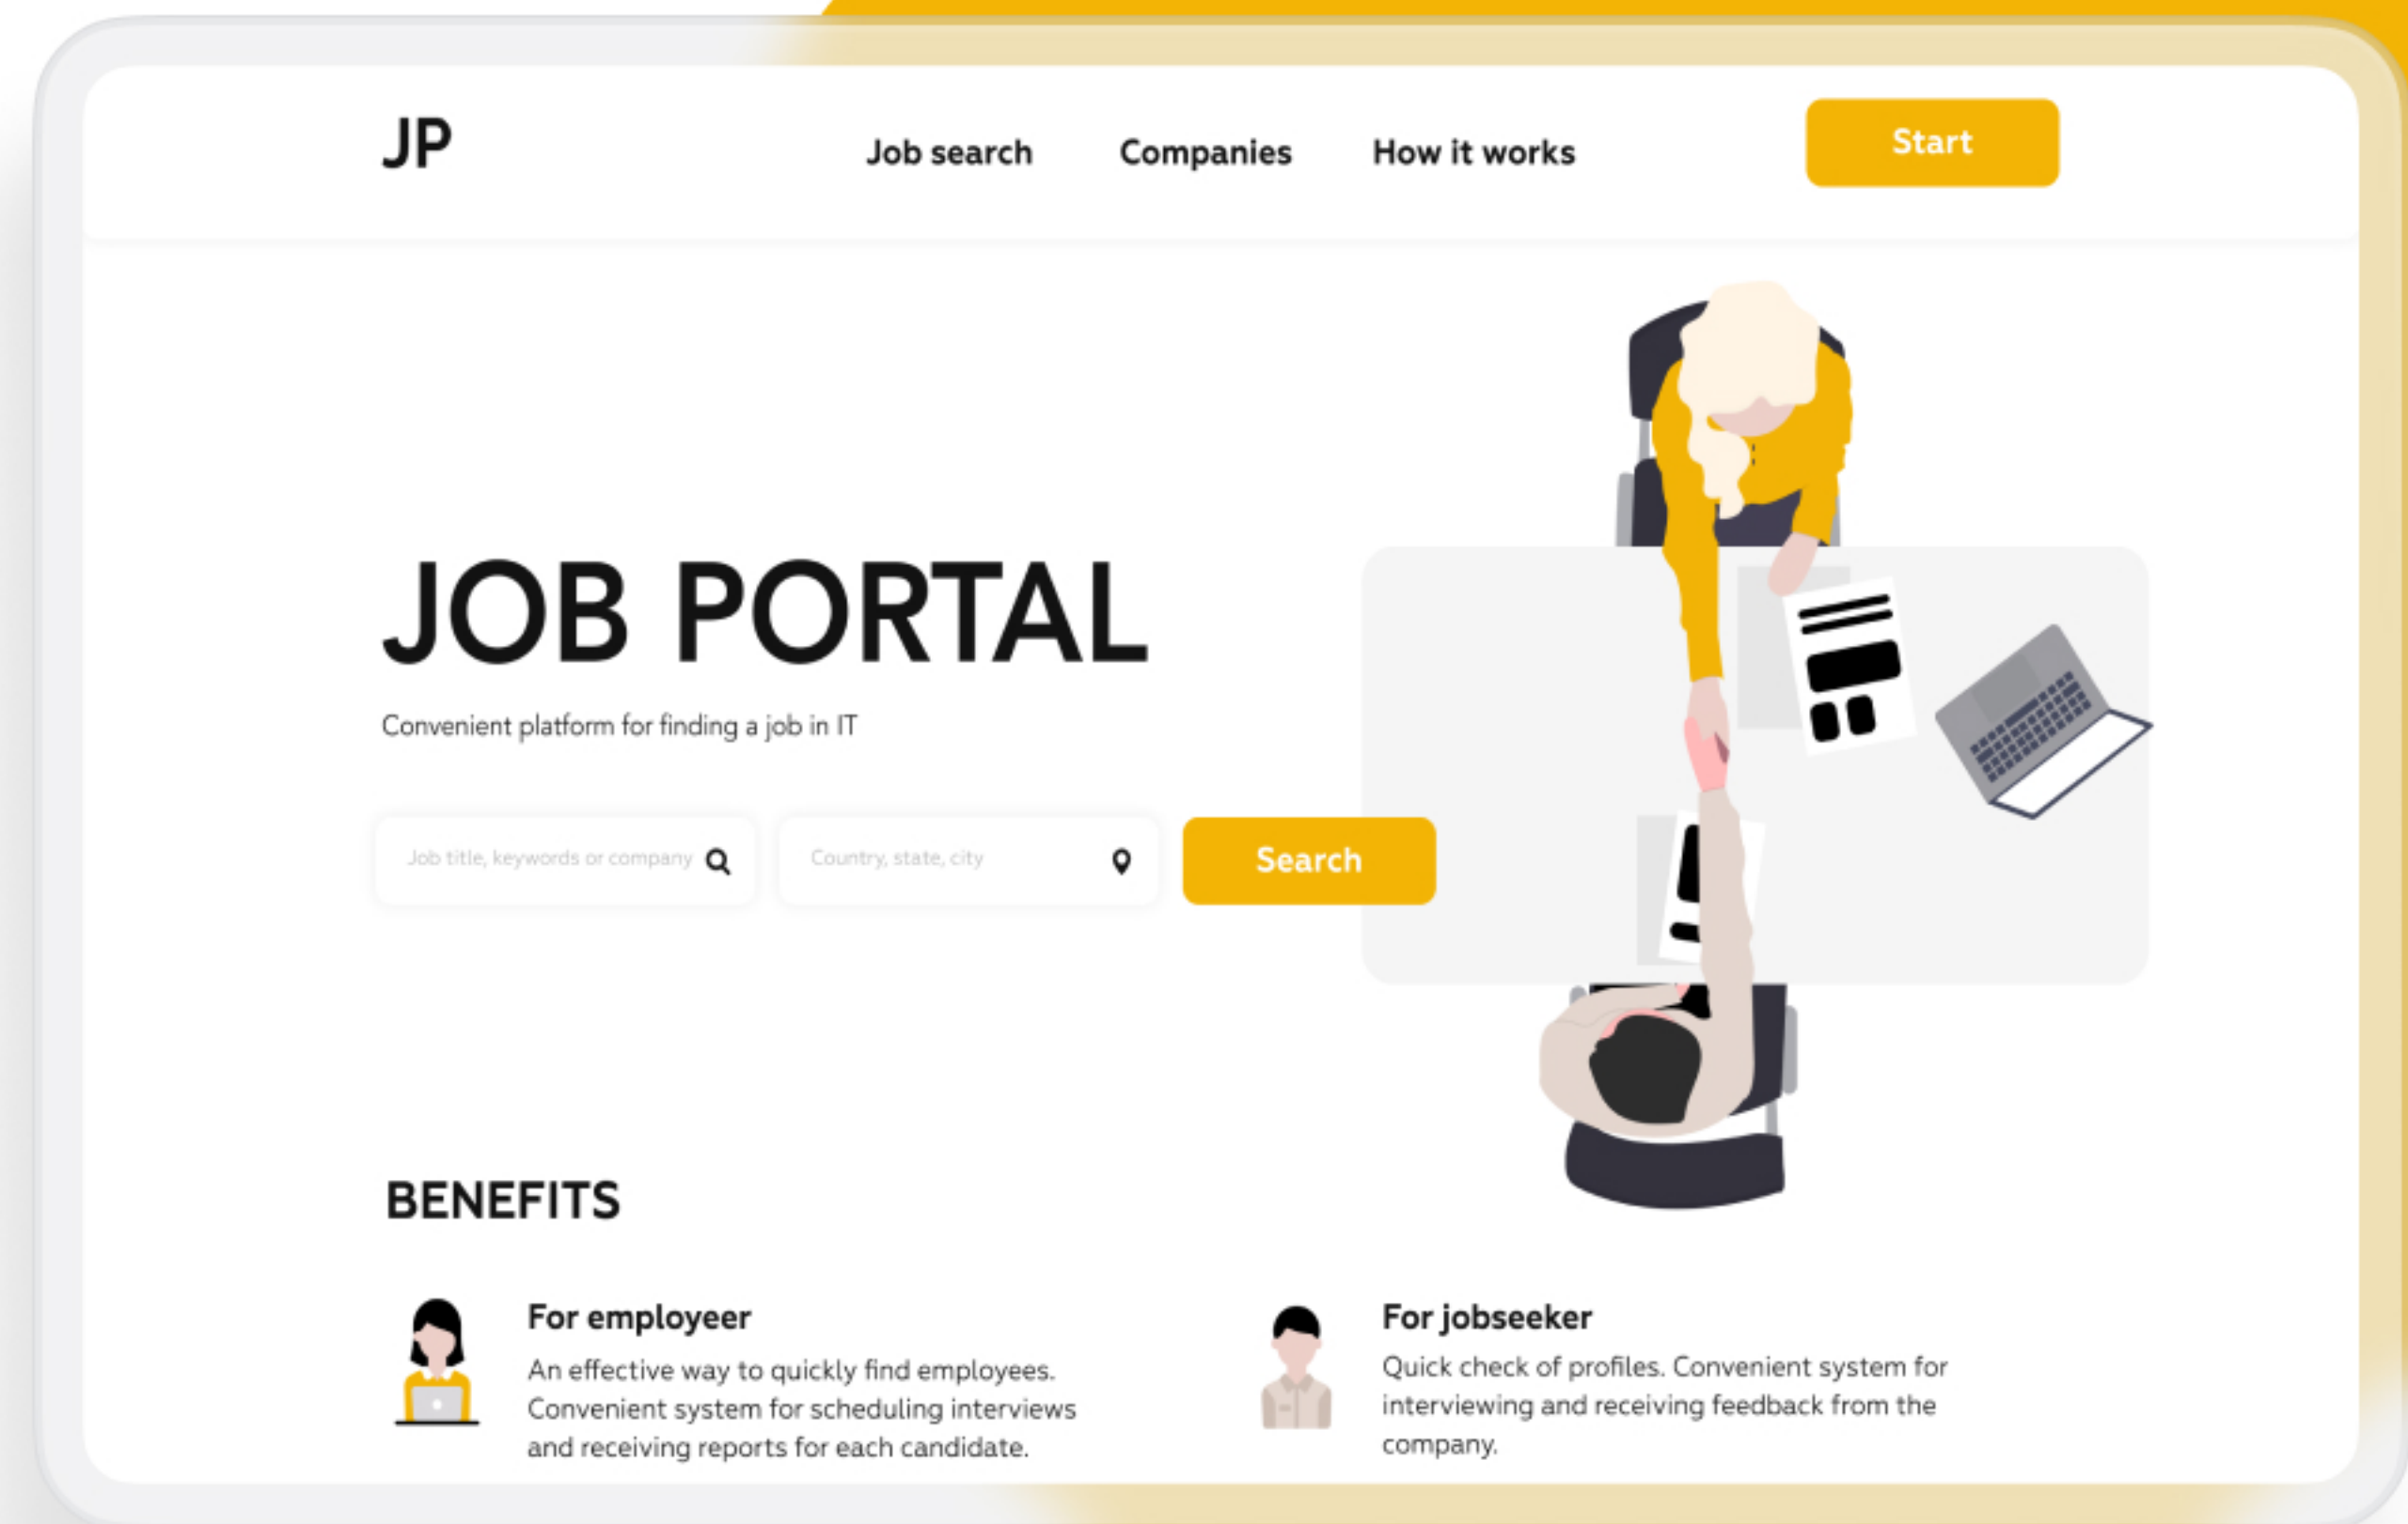 JP
Job search
Companies
How it works
Start
JOB PORTAL
Convenient platform for finding a job in IT
Job title, keywords or company
Country, state, city
Search
BENEFITS
For employeer
An effective way to quickly find employees.
Convenient system for scheduling interviews
and receiving reports for each candidate.
For jobseeker
Quick check of profiles. Convenient system for
interviewing and receiving feedback from the
company.